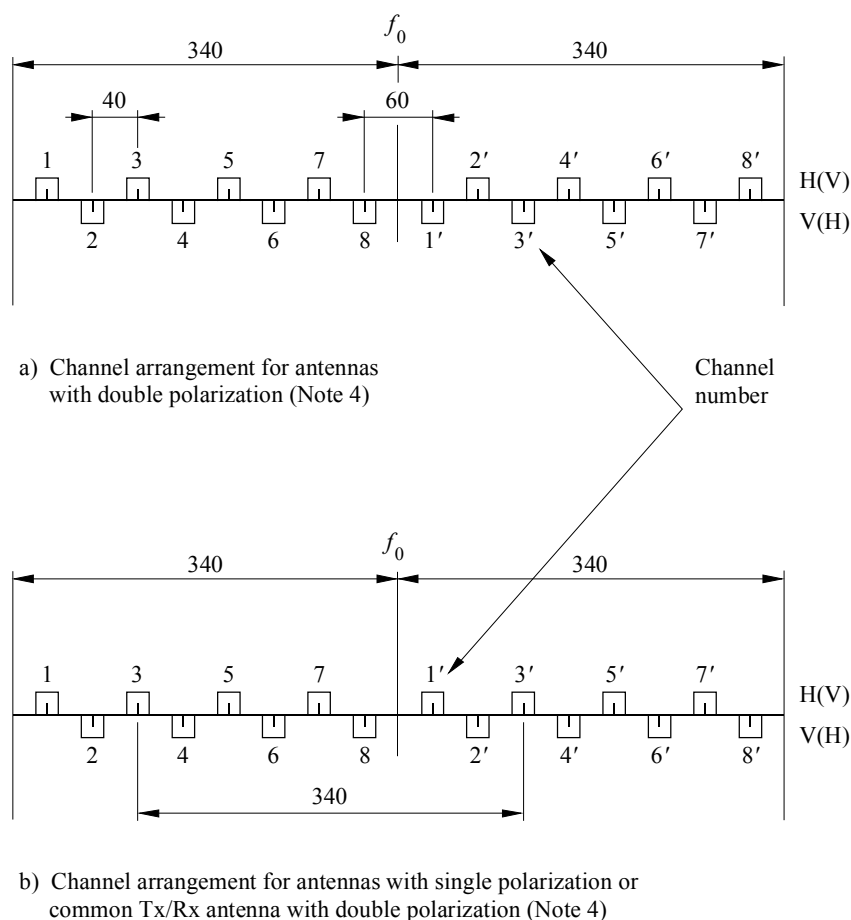 f0
340 340
40 60
1 3 5 7 2′ 4′ 6′ 8′ H(V)
2 4 6 8 1′ 3′ 5′ 7′ V(H)
a) Channel arrangement for antennas
with double polarization (Note 4)
Channel
number
f0
340 340
1 3 5 7 1′ 3′ 5′ 7′ H(V)
2 4 6 8 2′ 4′ 6′ 8′ V(H)
340
b) Channel arrangement for antennas with single polarization or
common Tx/Rx antenna with double polarization (Note 4)